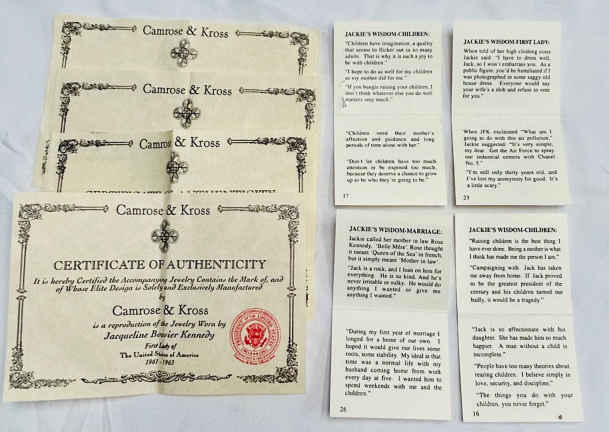 Camrose & Kross
Camrose & Kross
Camrose & Kross
Camrose & Kross
CERTIFICATE OF AUTHENTICITY
It is hereby Certified the Accompanying Jewelry Contains the Mark of, and
of Whose Elite Design is Solely and Exclusively Manufactured
by
Camrose & Kross
is a reproduction of the Jewelry Worn by
Jacqueline Bouvier Kennedy
First Lady of
The United States of America
1961-1963
JACKIE'S WISDOM-CHILDREN:
"Children have imagination, a quality
that seems to flicker out in so many
adults. That is why it is such a joy to
be with children."
"I hope to do as well for my children
as my mother did for me."
"If you bungle raising your children, I
don't think whatever else you do well
matters very much."
"Children need their mother's
affection and guidance and long
periods of time alone with her."
"Don't let children have too much
attention or be exposed too much,
because they deserve a chance to grow
up to be who they're going to be."
17
JACKIE'S WISDOM-FIRST LADY:
When told of her high clothing costs
Jackie said "I have to dress well,
Jack, so I won't embarrass you. As a
public figure, you'd be humiliated if I
was photographed in some saggy old
house dress. Everyone would say
your wife's a slob and refuse to vote
for you."
When JFK exclaimed "What am I
going to do with this air pollution,"
Jackie suggested "It's very simple,
my dear. Get the Air Force to spray
our industrial centers with Chanel
No. 5."
"I'm still only thirty years old, and
I've lost my anonymity for good. It's
a little scary."
23
JACKIE'S WISDOM-MARRIAGE:
Jackie called her mother in law Rose
Kennedy, 'Belle Mère'. Rose thought
it meant 'Queen of the Sea' in french,
but it simply meant 'Mother in law'.
"Jack is a rock, and I lean on him for
everything. He is so kind. And he's
never irritable or sulky. He would do
anything I wanted or give me
anything I wanted."
"During my first year of marriage I
longed for a home of our own. I
hoped it would give our lives some
roots, some stability. My ideal at that
time was a normal life with my
husband coming home from work
every day at five. I wanted him to
spend weekends with me and the
children."
26
JACKIE'S WISDOM-CHILDREN:
"Raising children is the best thing I
have ever done. Being a mother is what
I think has made me the person I am."
"Campaigning with Jack has taken
me away from home. If Jack proved
to be the greatest president of the
century and his children turned out
badly, it would be a tragedy."
"Jack is so affectionate with his
daughter. She has made him so much
happier. A man without a child is
incomplete."
"People have too many theories about
rearing children. I believe simply in
love, security, and discipline."
"The things you do with your
children, you never forget."
16